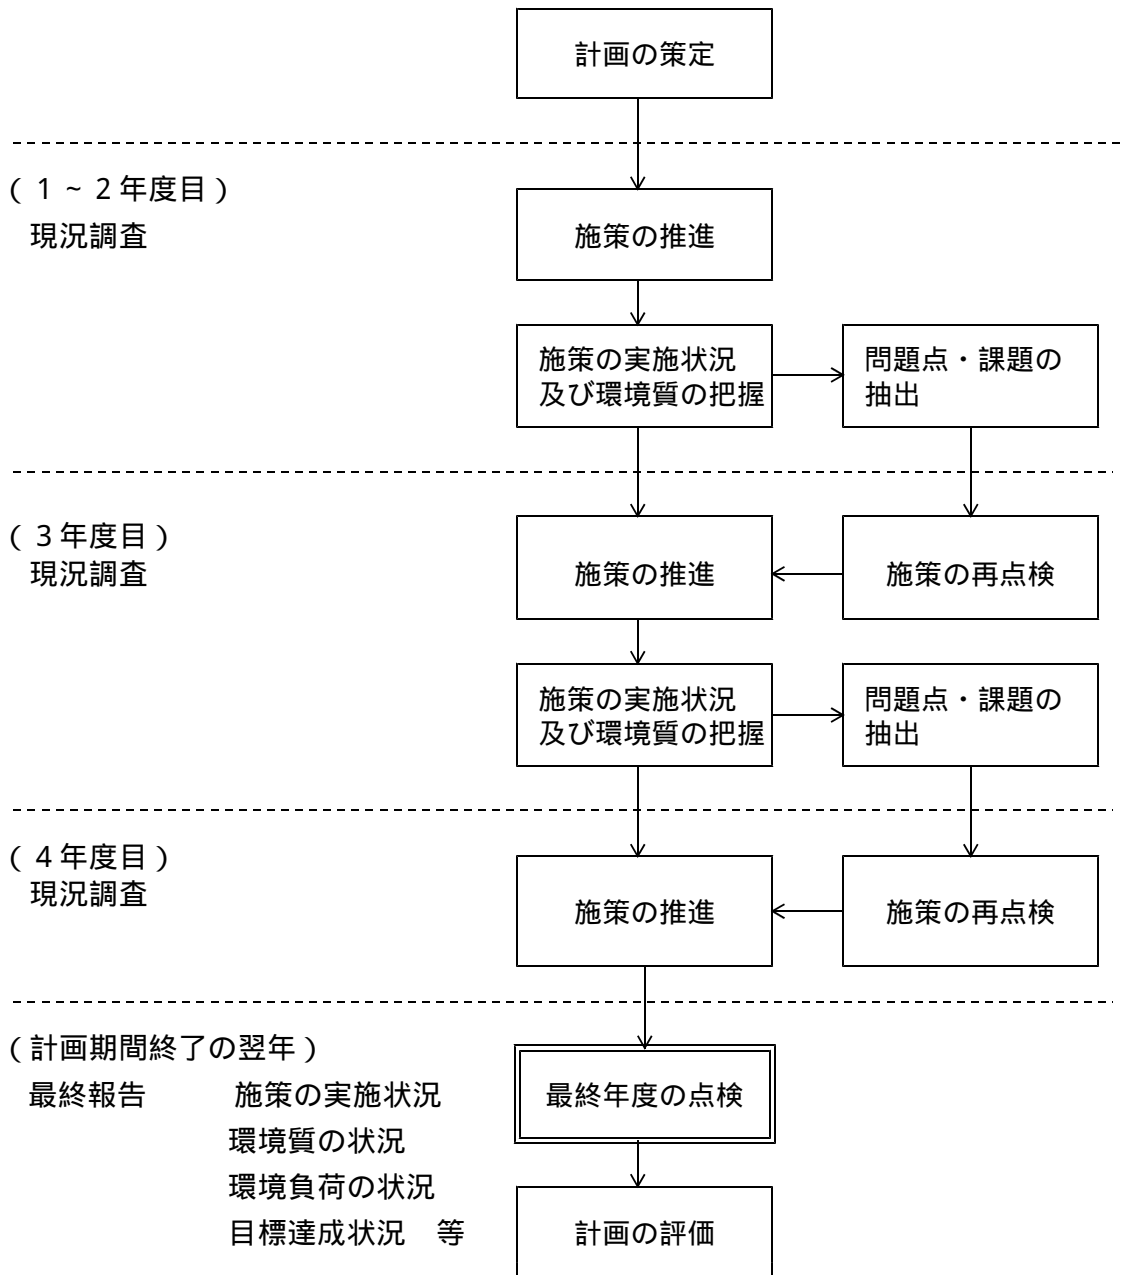 計画の策定
(1~2年度目)
現況調査
施策の推進
施策の実施状況
及び環境質の把握
問題点・課題の
抽出
(3年度目)
現況調査
施策の推進
施策の再点検
施策の実施状況
及び環境質の把握
問題点・課題の
抽出
(4年度目)
現況調査
施策の推進
施策の再点検
(計画期間終了の翌年)
最終報告 施策の実施状況
環境質の状況
環境負荷の状況
目標達成状況 等
最終年度の点検
計画の評価